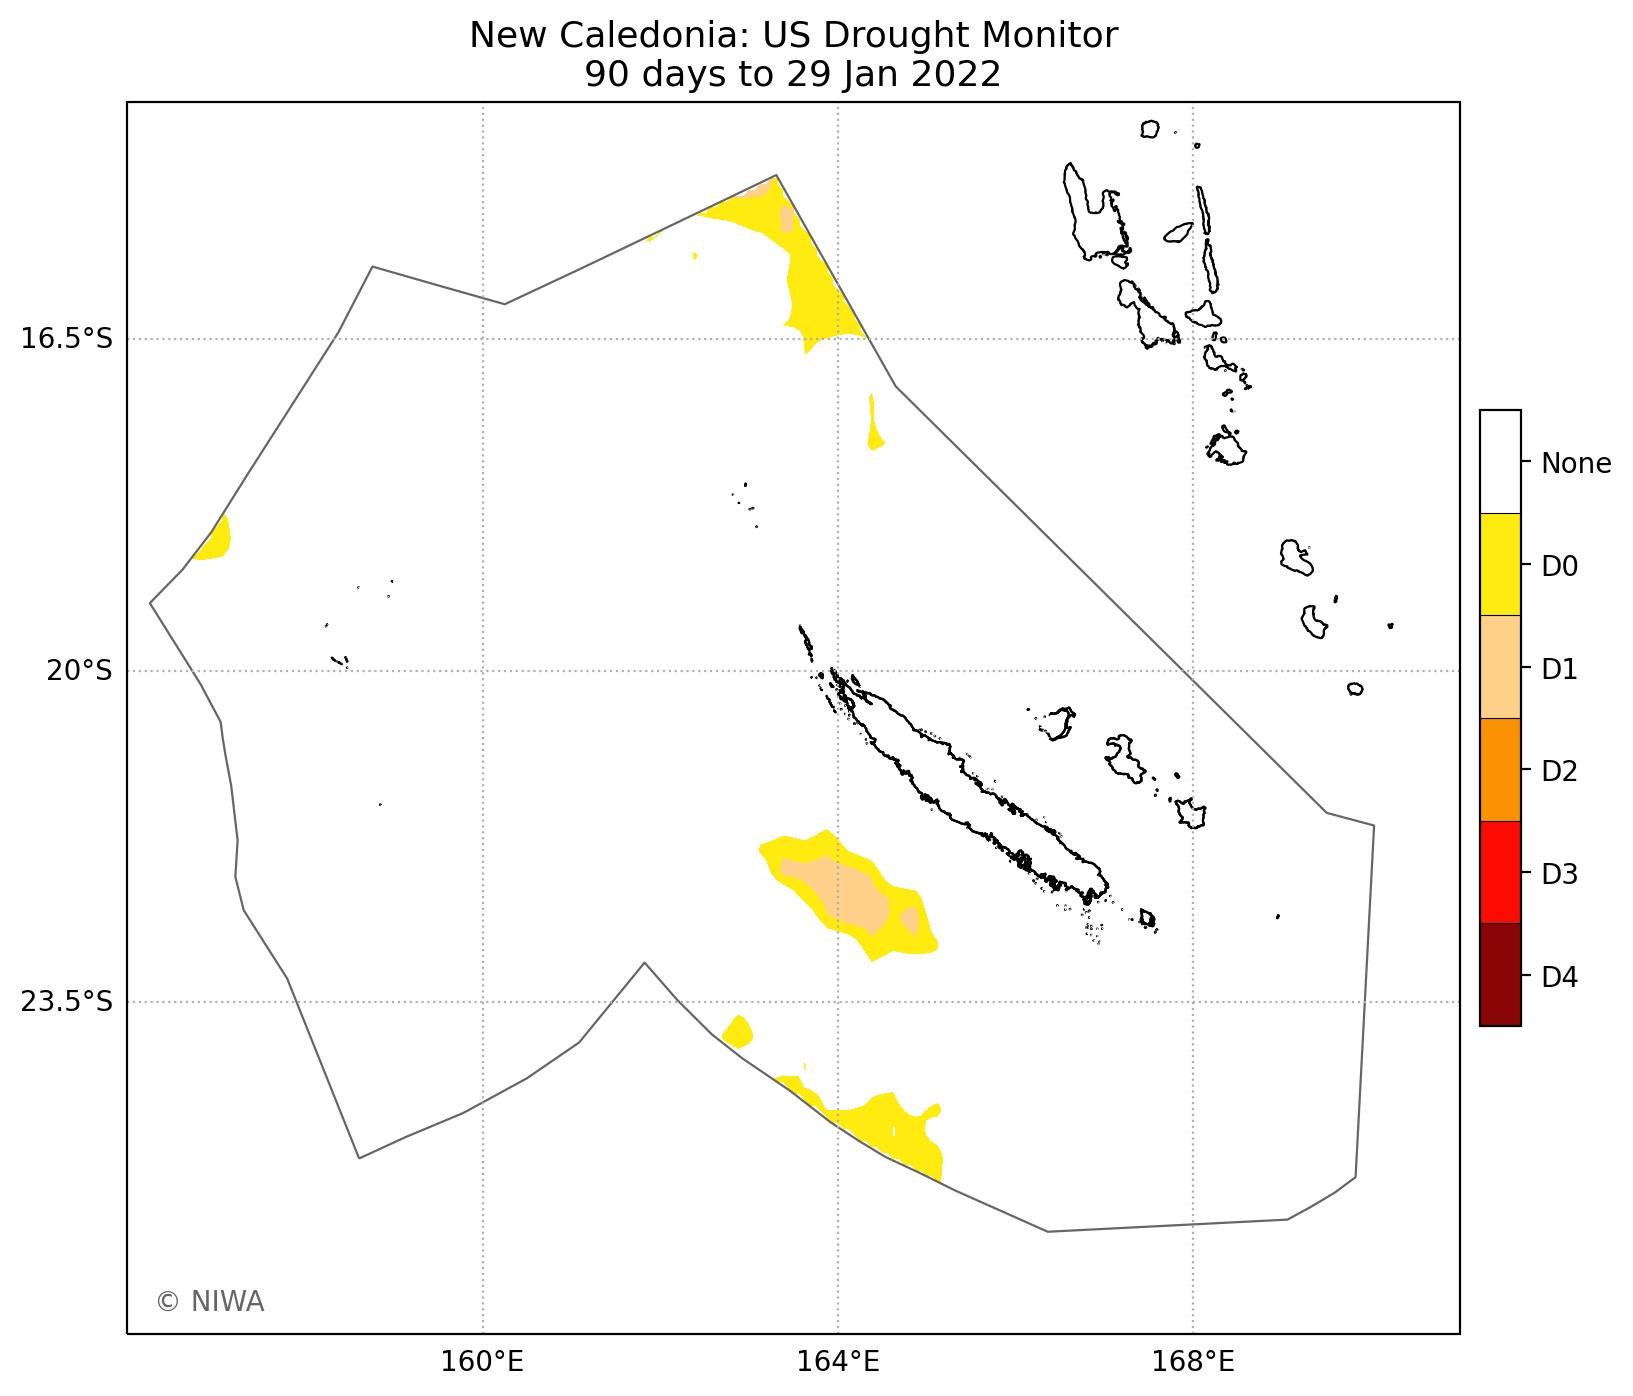 New Caledonia: US Drought Monitor
90 days to 29 Jan 2022
16.5°S
20°S
23.5°S
160°E
164°E
168°E
None
D0
D1
D2
D3
D4
© NIWA